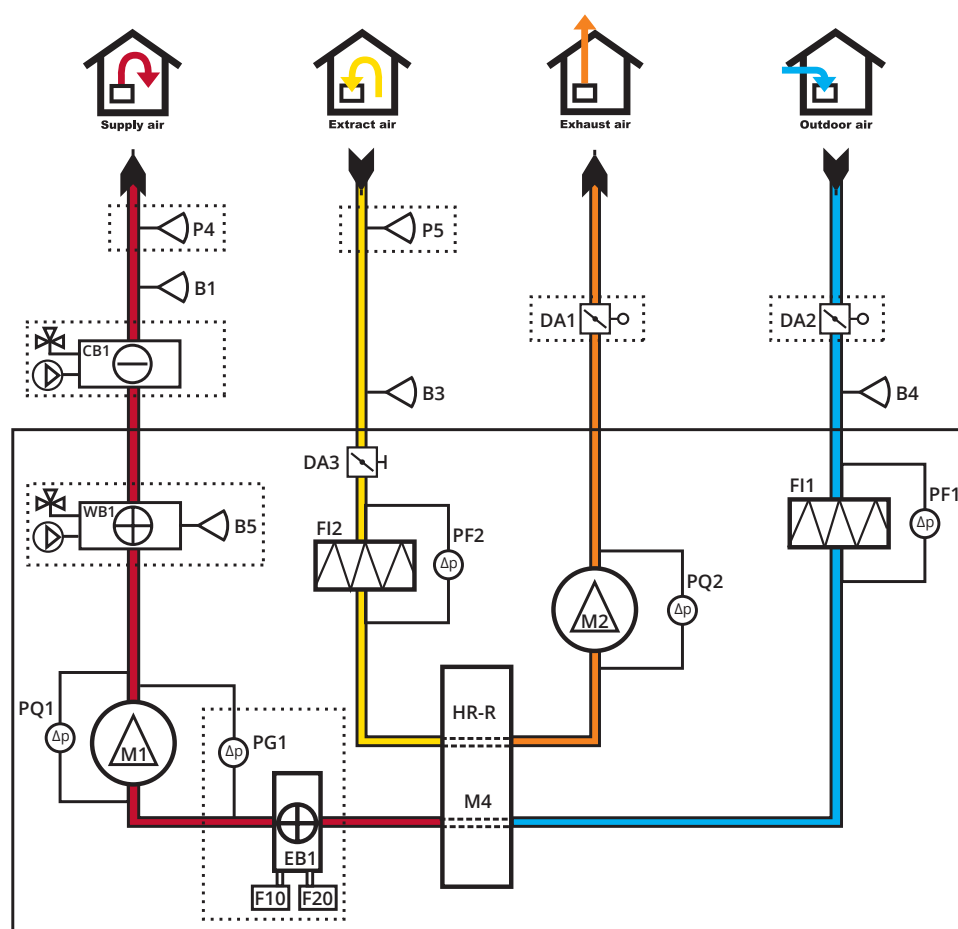 Supply air
Extract air
Exhaust air
Outdoor air
P4
P5
B1
DA1
DA2
CB1
B3
B4
DA3
WB1
B5
FI2
PF2
Δp
FI1
PF1
Δp
PQ2
Δp
M2
PQ1
Δp
M1
PG1
Δp
HR-R
M4
EB1
F10
F20